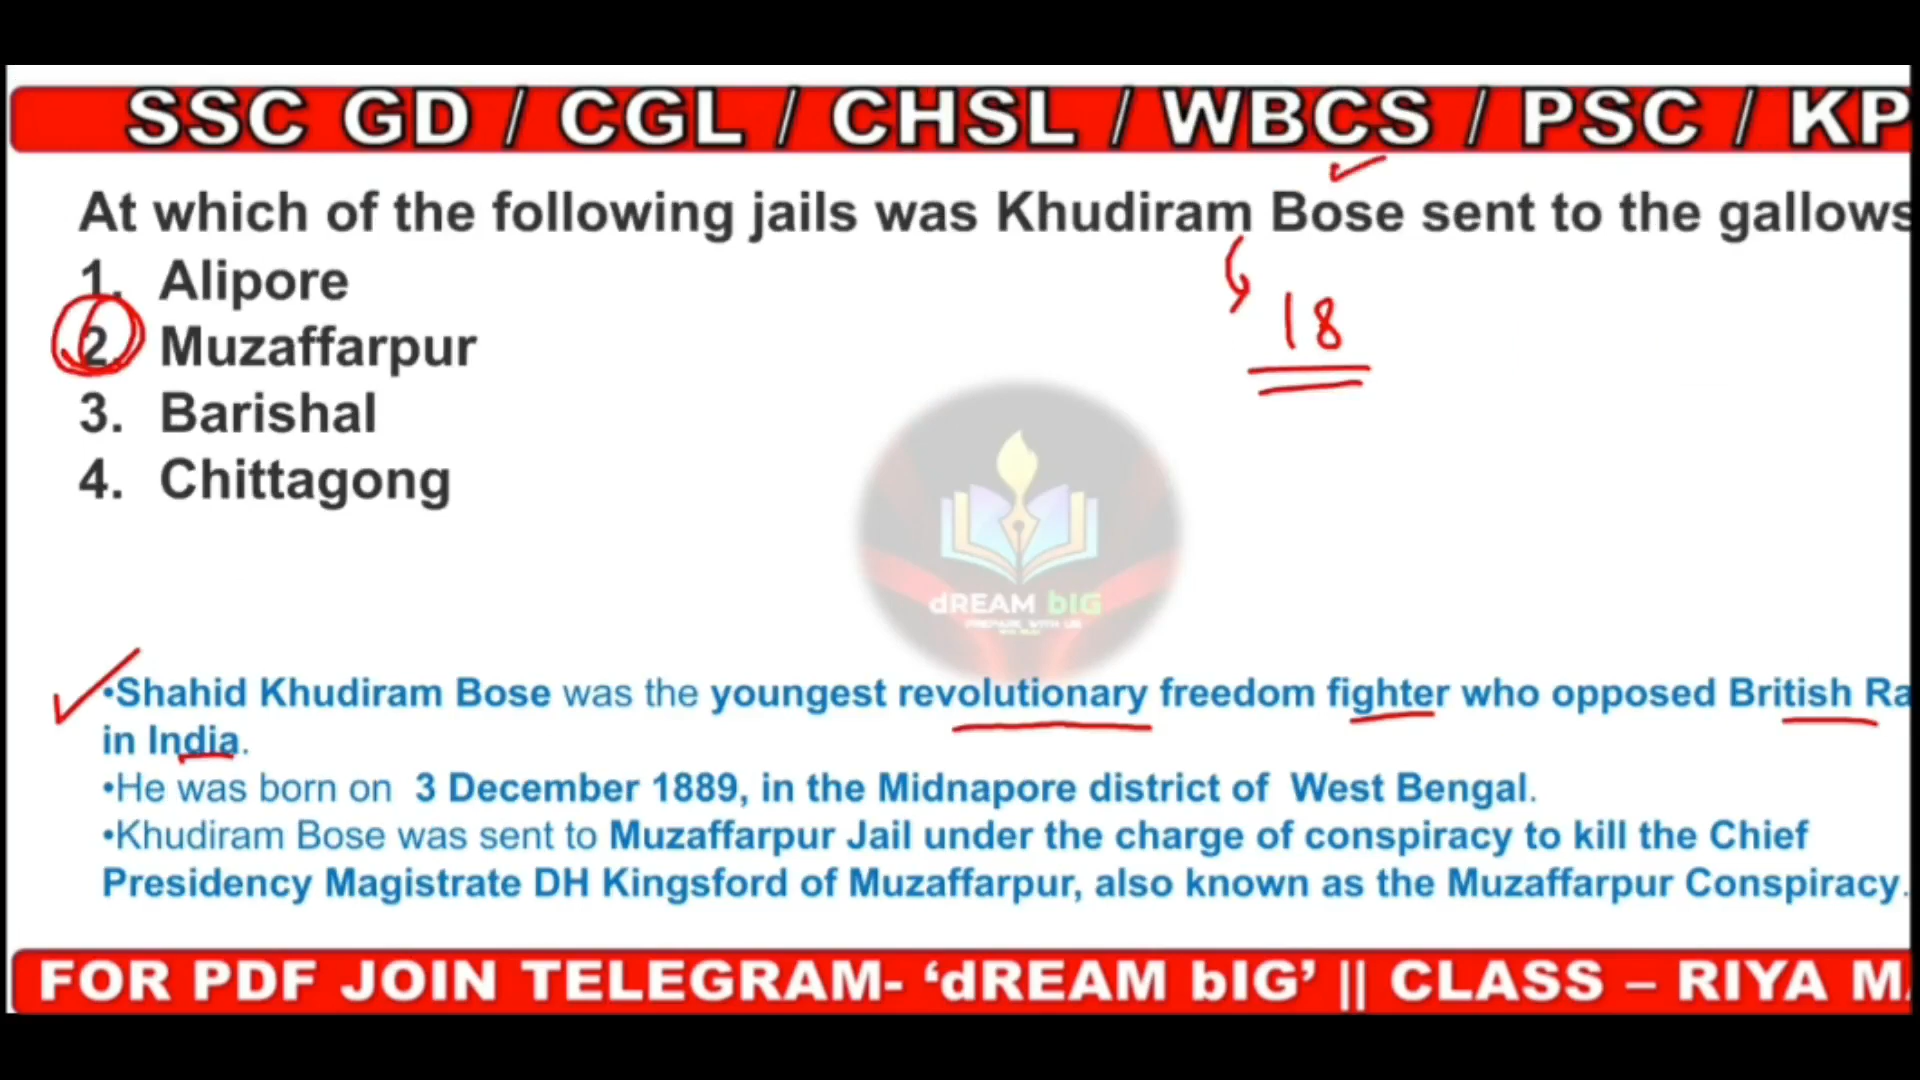 SSC GD / CGL / CHSL / WBCS / PSC / KP
At which of the following jails was Khudiram Bose sent to the gallows
1. Alipore
18
2. Muzaffarpur
3. Barishal
4. Chittagong
dREAM bIG
PREPARE WITH US
•Shahid Khudiram Bose was the youngest revolutionary freedom fighter who opposed British Ra
in India.
•He was born on 3 December 1889, in the Midnapore district of West Bengal.
•Khudiram Bose was sent to Muzaffarpur Jail under the charge of conspiracy to kill the Chief
Presidency Magistrate DH Kingsford of Muzaffarpur, also known as the Muzaffarpur Conspiracy.
FOR PDF JOIN TELEGRAM- ‘dREAM bIG’ || CLASS – RIYA MA